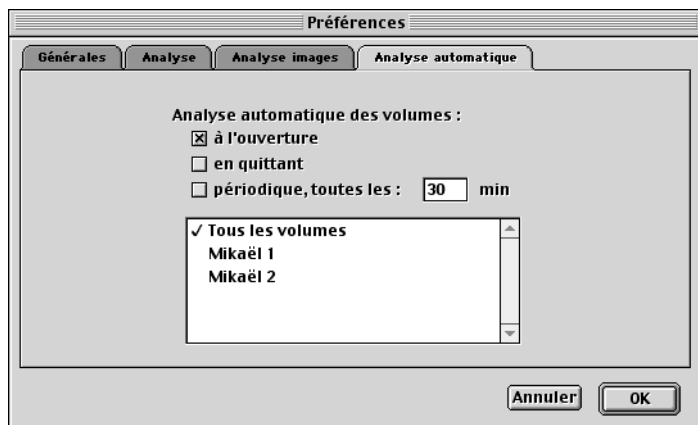 Préférences
Générales Analyse Analyse images Analyse automatique
Analyse automatique des volumes :
à l'ouverture
en quittant
périodique, toutes les : 30 min
✓ Tous les volumes
Mikaël 1
Mikaël 2
Annuler OK